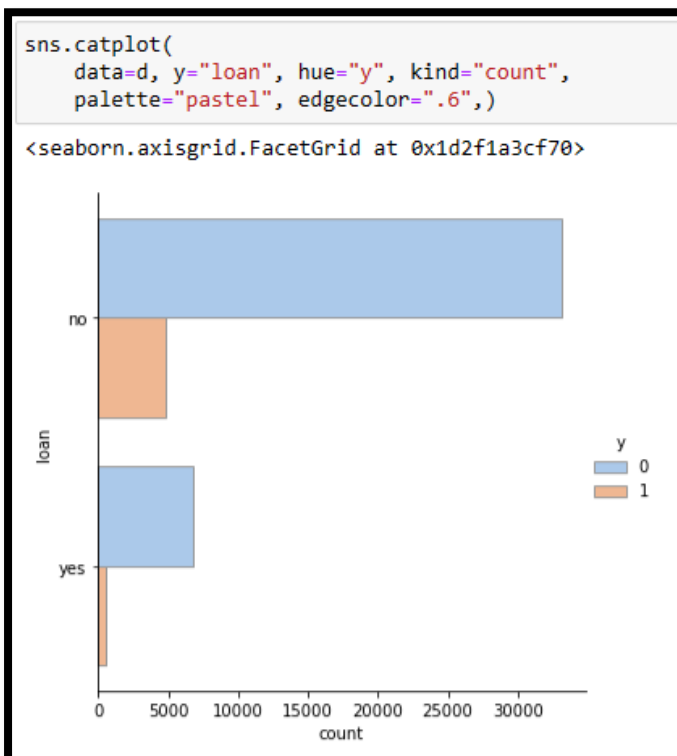 sns.catplot(
    data=d, y="loan", hue="y", kind="count",
    palette="pastel", edgecolor=".6",)
<seaborn.axisgrid.FacetGrid at 0x1d2f1a3cf70>
no
yes
loan
0 5000 10000 15000 20000 25000 30000
count
y
0
1